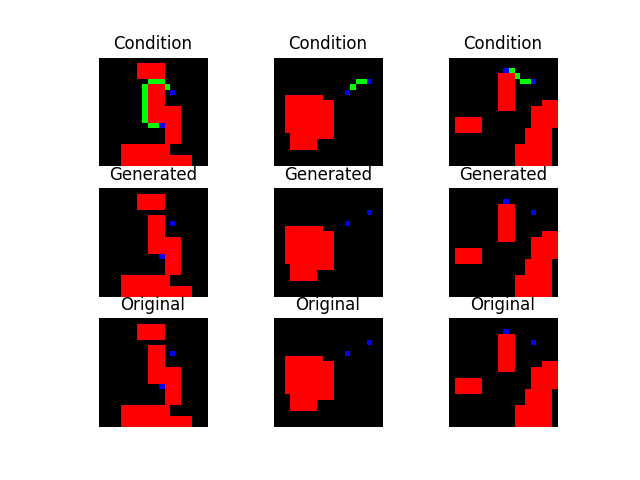 Condition Condition Condition
Generated Generated Generated
Original Original Original